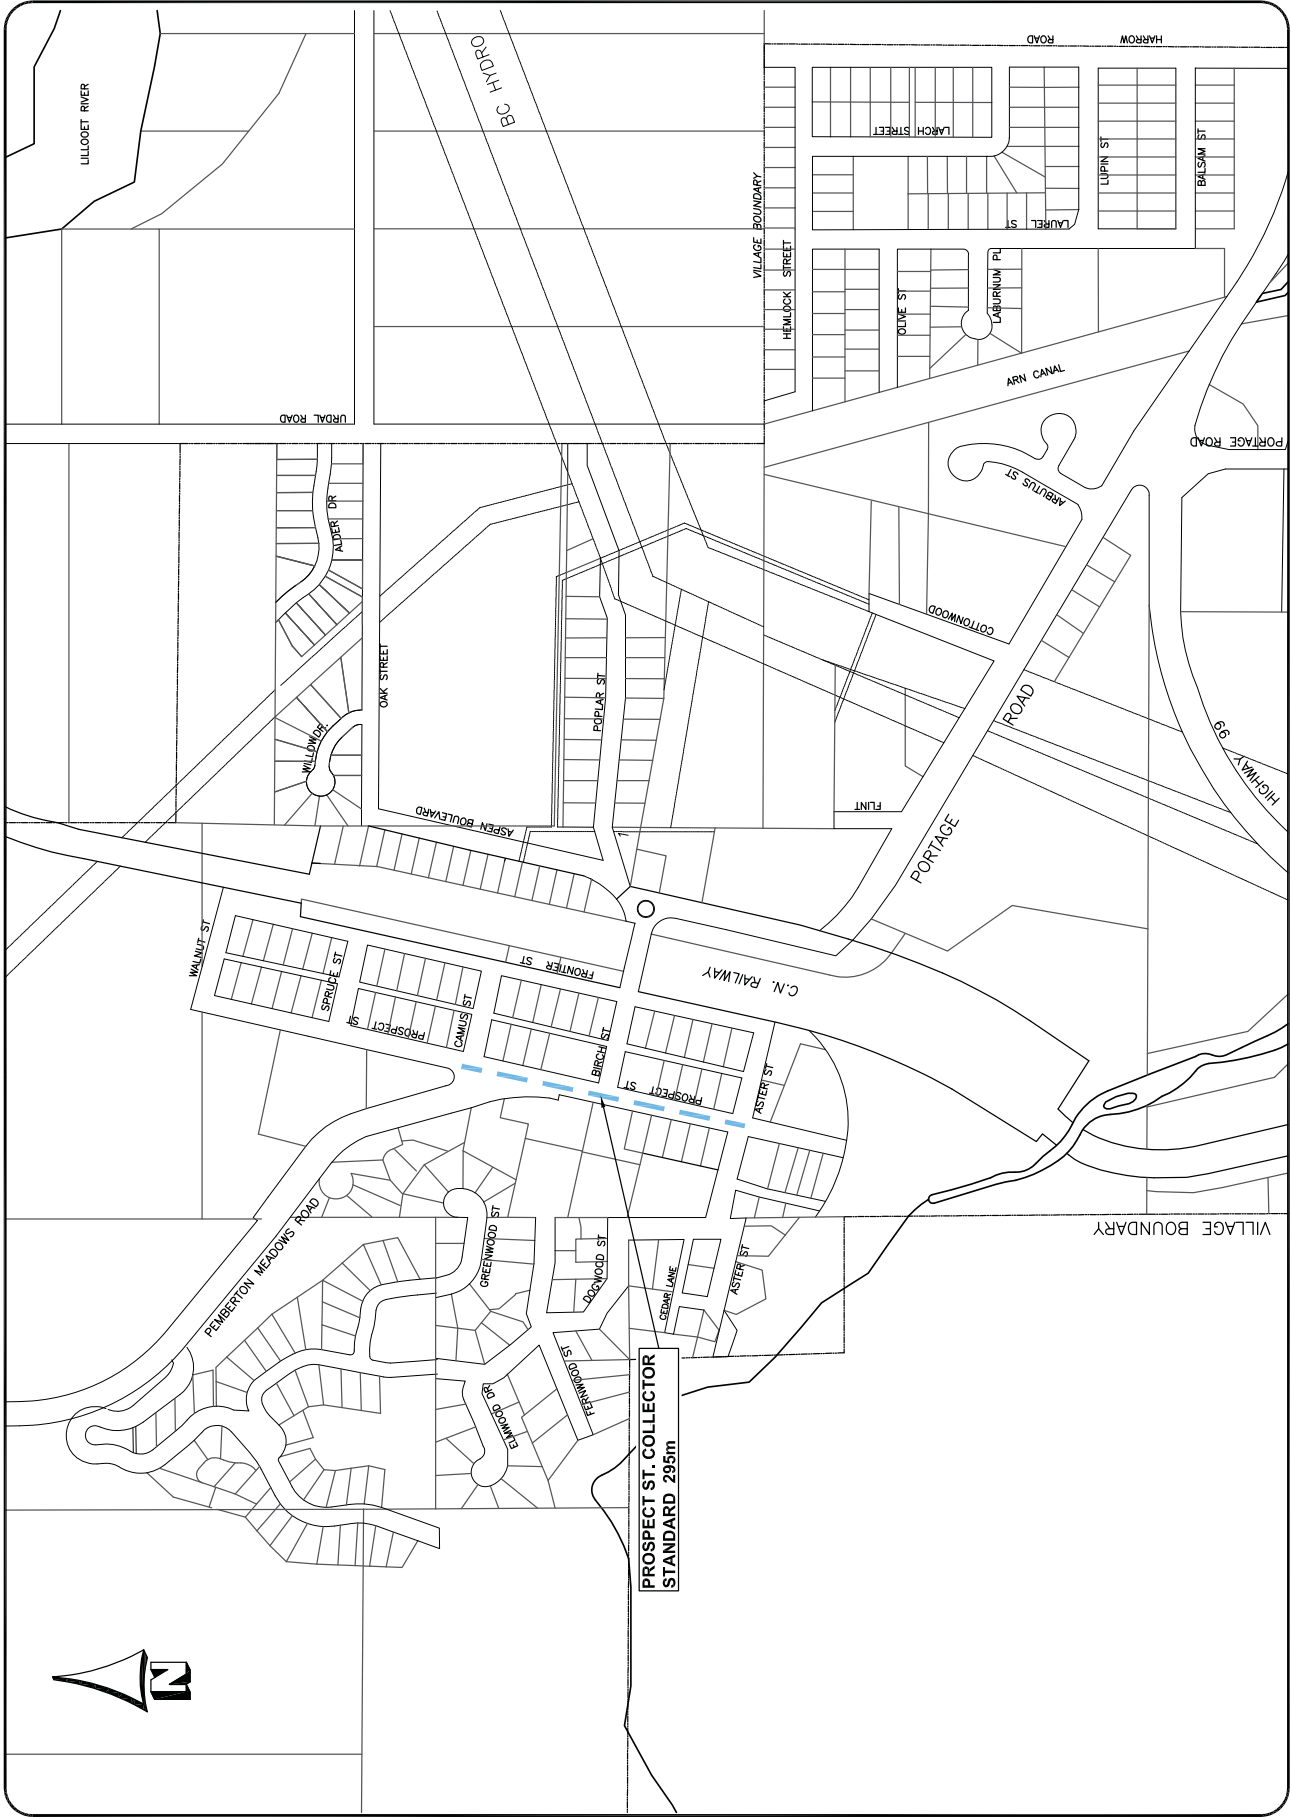 LILLOOET RIVER
BC HYDRO
HARROW ROAD
LARCH STREET
LUPIN ST
BALSAM ST
LAUREL ST
VILLAGE BOUNDARY
HEMLOCK STREET
OLIVE ST
LABURNUM PL
ARN CANAL
URDAL ROAD
PORTAGE ROAD
ARBUTUS ST
ALDER DR
COTTONWOOD
OAK STREET
POPLAR ST
WILLOW DR.
ROAD
HIGHWAY 99
FLINT
ASPEN BOULEVARD
1
PORTAGE
WALNUT ST
FRONTIER ST
C.N. RAILWAY
SPRUCE ST
PROSPECT ST
CAMUS ST
BIRCH ST
PROSPECT ST
ASTER ST
PEMBERTON MEADOWS ROAD
GREENWOOD ST
DOGWOOD ST
CEDAR LANE
ASTER ST
VILLAGE BOUNDARY
FERNWOOD ST
ELMWOOD DR
PROSPECT ST. COLLECTOR
STANDARD 295m
N